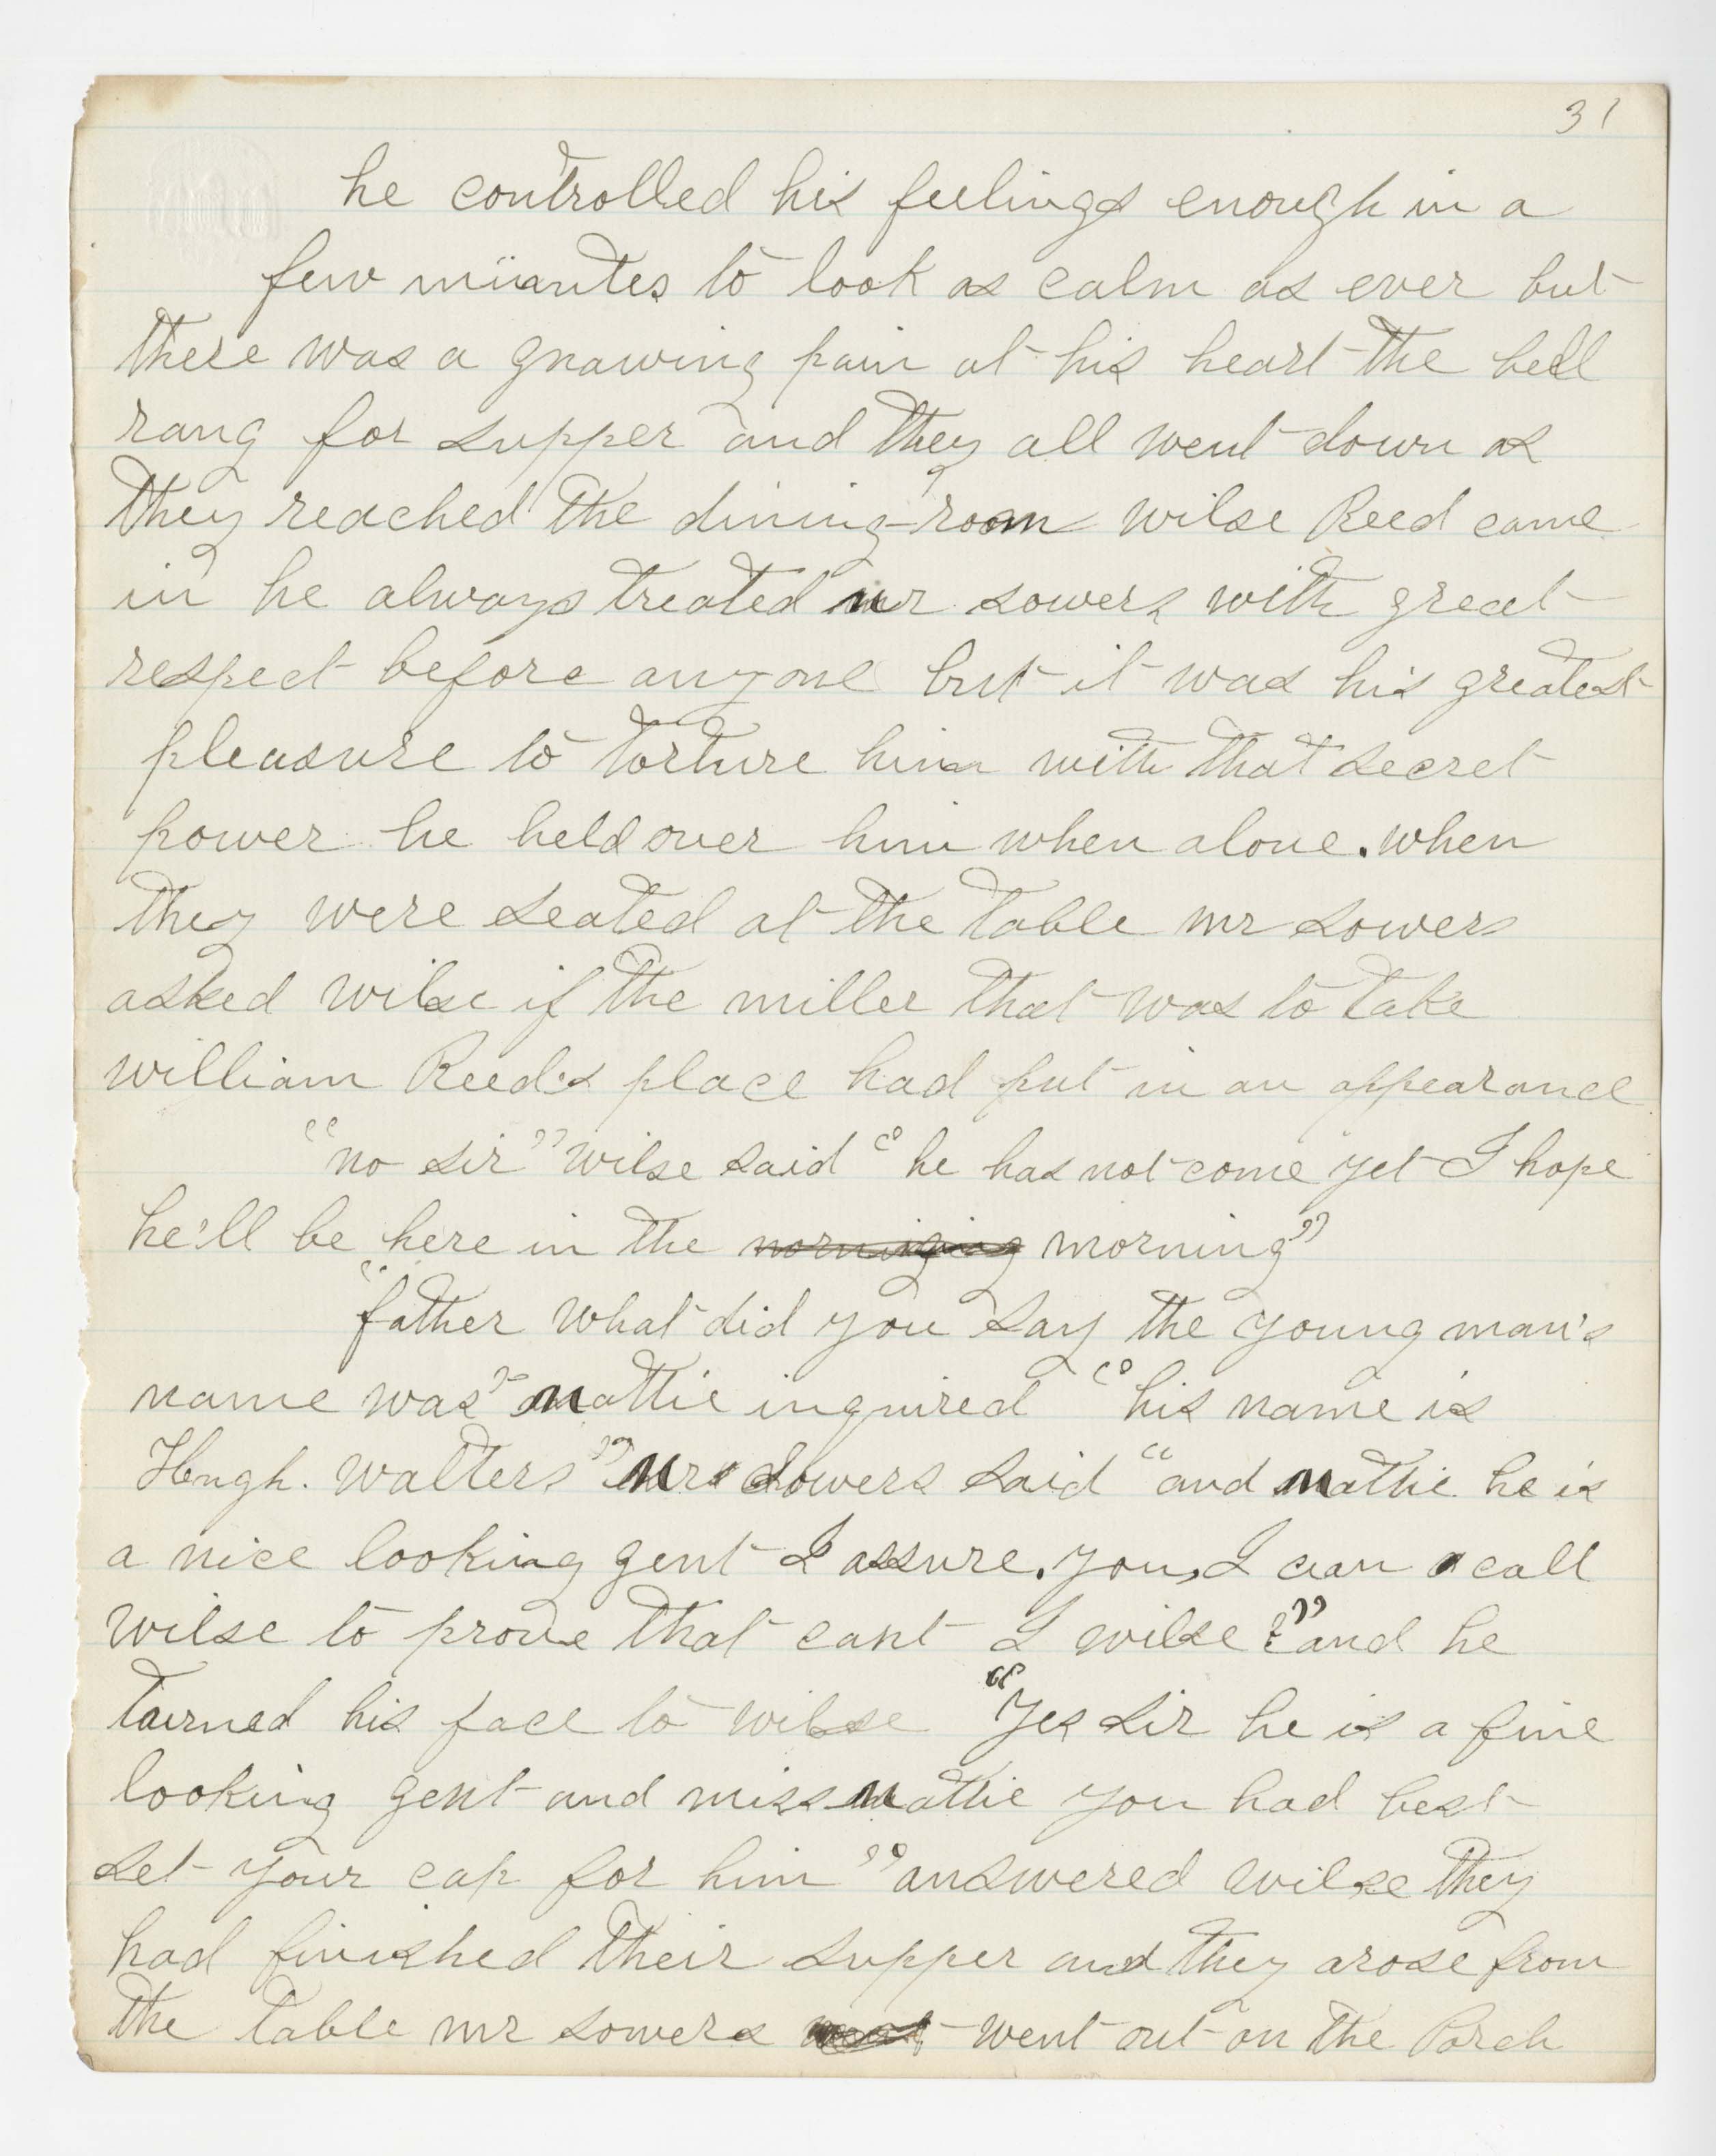 31
he controlled his feelings enough in a
few minutes to look as calm as ever but
there was a gnawing pain at his heart the bell
rang for supper and they all went down as
they reached the dining-room wilse Reed came
in he always treated mr sowers with great
respect before anyone but it was his greatest
pleasure to torture him with that secret
power he held over him when alone. when
they were seated at the table mr sowers
asked wilse if the miller that was to take
william Reed's place had put in an appearance
"no sir" wilse said "he has not come yet I hope
he'll be here in the morning"
"father what did you say the young man's
name was" mattie inquired "his name is
Hugh. walters" mr sowers said "and mattie he is
a nice looking gent I assure. you, I can call
wilse to prove that cant I wilse?" and he
turned his face to wilse "Yes sir he is a fine
looking gent and miss mattie you had best
set your cap for him" answered wilse they
had finished their supper and they arose from
the table mr sowers went out on the Porch